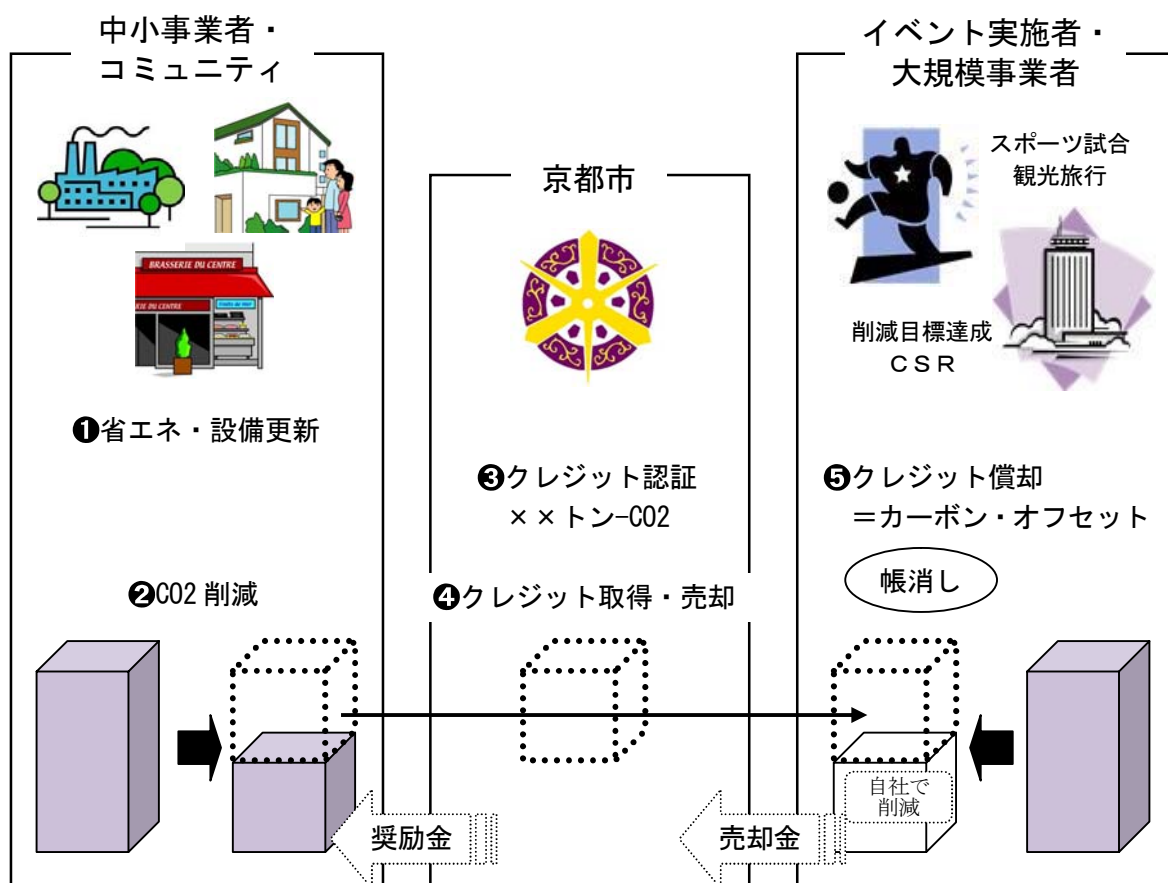 中小事業者・
コミュニティ
BRASSERIE DU CENTRE
❶省エネ・設備更新
❷CO2 削減
奨励金
京都市
❸クレジット認証
××トン-CO2
❹クレジット取得・売却
売却金
イベント実施者・
大規模事業者
スポーツ試合
観光旅行
削減目標達成
ＣＳＲ
❺クレジット償却
＝カーボン・オフセット
帳消し
自社で
削減